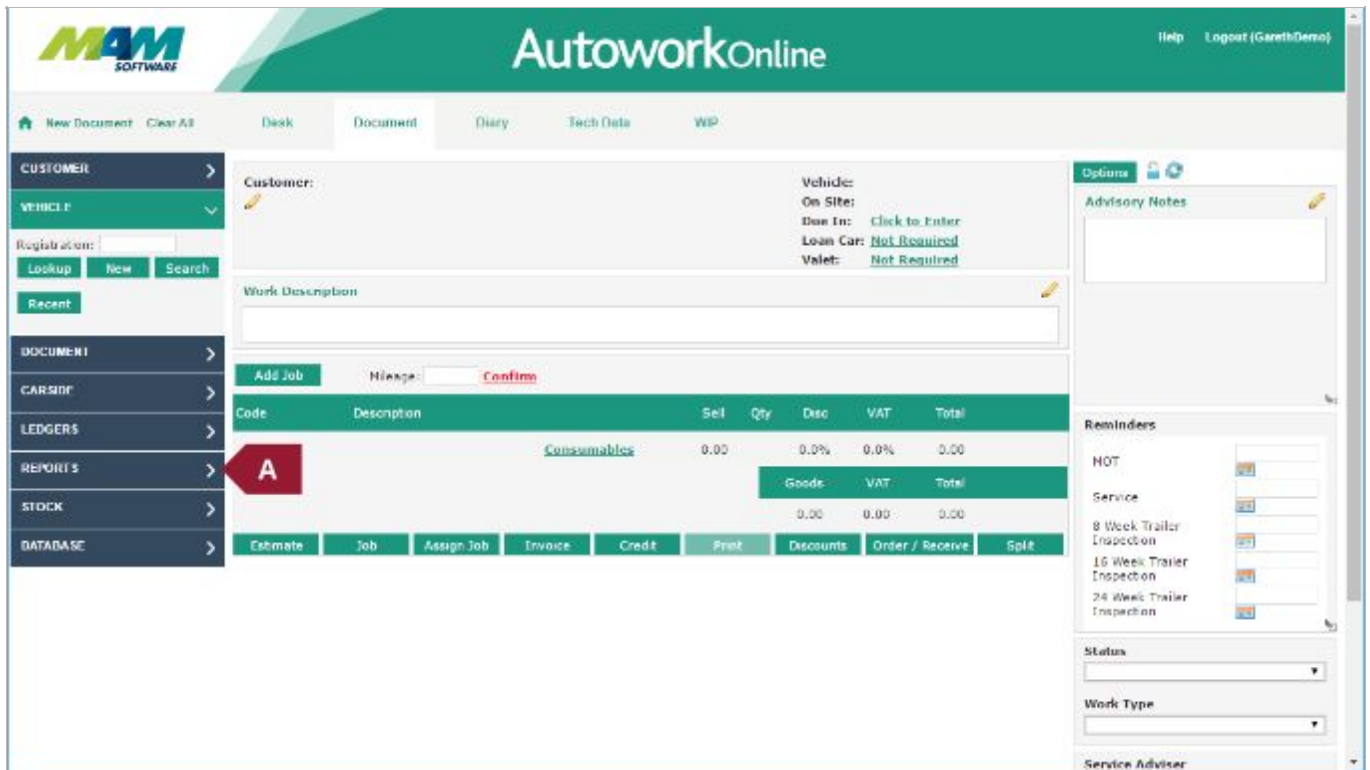 MAM SOFTWARE
AutoworkOnline
Help Logout (GarethDemo)
New Document Clear All
Desk Document Diary Tech Data WIP
CUSTOMER
VEHICLE
Registration:
Lookup New Search
Recent
DOCUMENT
CARSIDE
LEDGERS
REPORTS
STOCK
DATABASE
A
Customer:
Vehicle:
On Site:
Due In: Click to Enter
Loan Car: Not Required
Valet: Not Required
Work Description
Add Job Mileage: Confirm
Code Description Sell Qty Disc VAT Total
Consumables 0.00 0.0% 0.0% 0.00
Goods VAT Total
0.00 0.00 0.00
Estimate Job Assign Job Invoice Credit Print Discounts Order / Receive Split
Options
Advisory Notes
Reminders
MOT
Service
8 Week Trailer
Inspection
16 Week Trailer
Inspection
24 Week Trailer
Inspection
Status
Work Type
Service Adviser